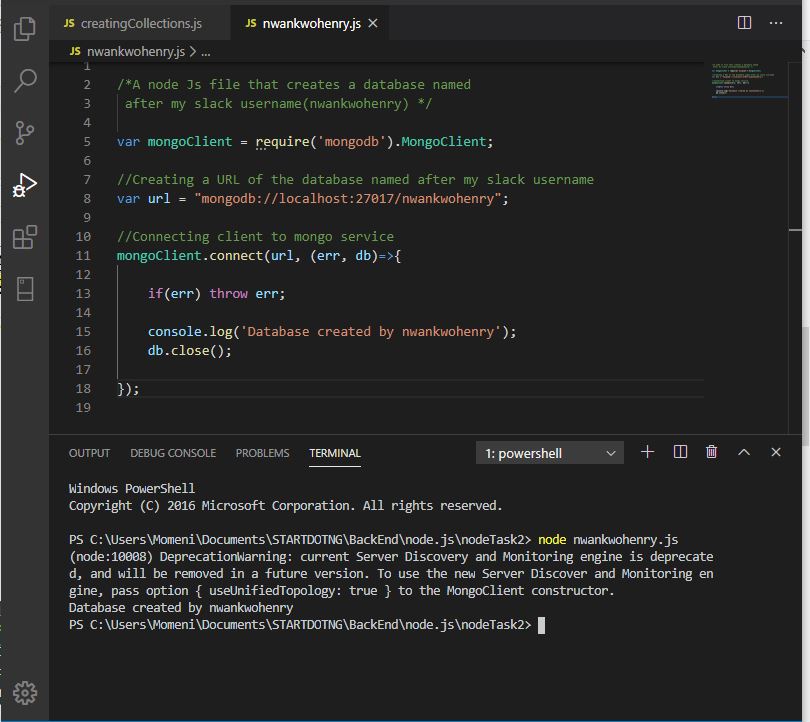 JS creatingCollections.js
JS nwankwohenry.js
JS nwankwohenry.js > ...
1
2 /*A node Js file that creates a database named
3 after my slack username(nwankwohenry) */
4
5 var mongoClient = require('mongodb').MongoClient;
6
7 //Creating a URL of the database named after my slack username
8 var url = "mongodb://localhost:27017/nwankwohenry";
9
10 //Connecting client to mongo service
11 mongoClient.connect(url, (err, db)=>{
12
13 if(err) throw err;
14
15 console.log('Database created by nwankwohenry');
16 db.close();
17
18 });
19
OUTPUT DEBUG CONSOLE PROBLEMS TERMINAL 1: powershell
Windows PowerShell
Copyright (C) 2016 Microsoft Corporation. All rights reserved.
PS C:\Users\Momeni\Documents\STARTDOTNG\BackEnd\node.js\nodeTask2> node nwankwohenry.js
(node:10008) DeprecationWarning: current Server Discovery and Monitoring engine is deprecate
d, and will be removed in a future version. To use the new Server Discover and Monitoring en
gine, pass option { useUnifiedTopology: true } to the MongoClient constructor.
Database created by nwankwohenry
PS C:\Users\Momeni\Documents\STARTDOTNG\BackEnd\node.js\nodeTask2>